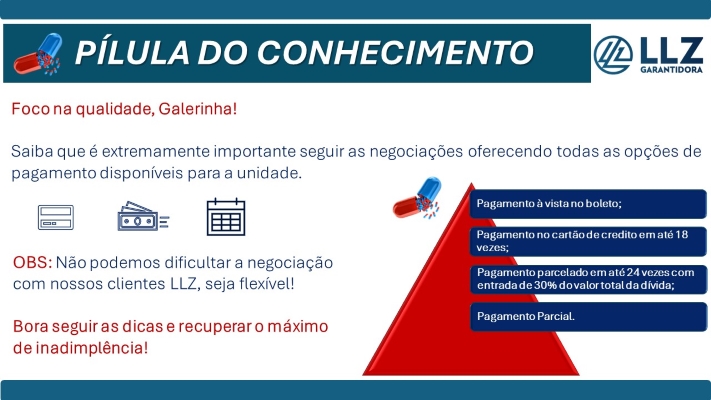 PÍLULA DO CONHECIMENTO
LLZ
GARANTIDORA
Foco na qualidade, Galerinha!
Saiba que é extremamente importante seguir as negociações oferecendo todas as opções de
pagamento disponíveis para a unidade.
Pagamento à vista no boleto;
Pagamento no cartão de credito em até 18
vezes;
Pagamento parcelado em até 24 vezes com
entrada de 30% do valor total da dívida;
Pagamento Parcial.
OBS: Não podemos dificultar a negociação
com nossos clientes LLZ, seja flexível!
Bora seguir as dicas e recuperar o máximo
de inadimplência!